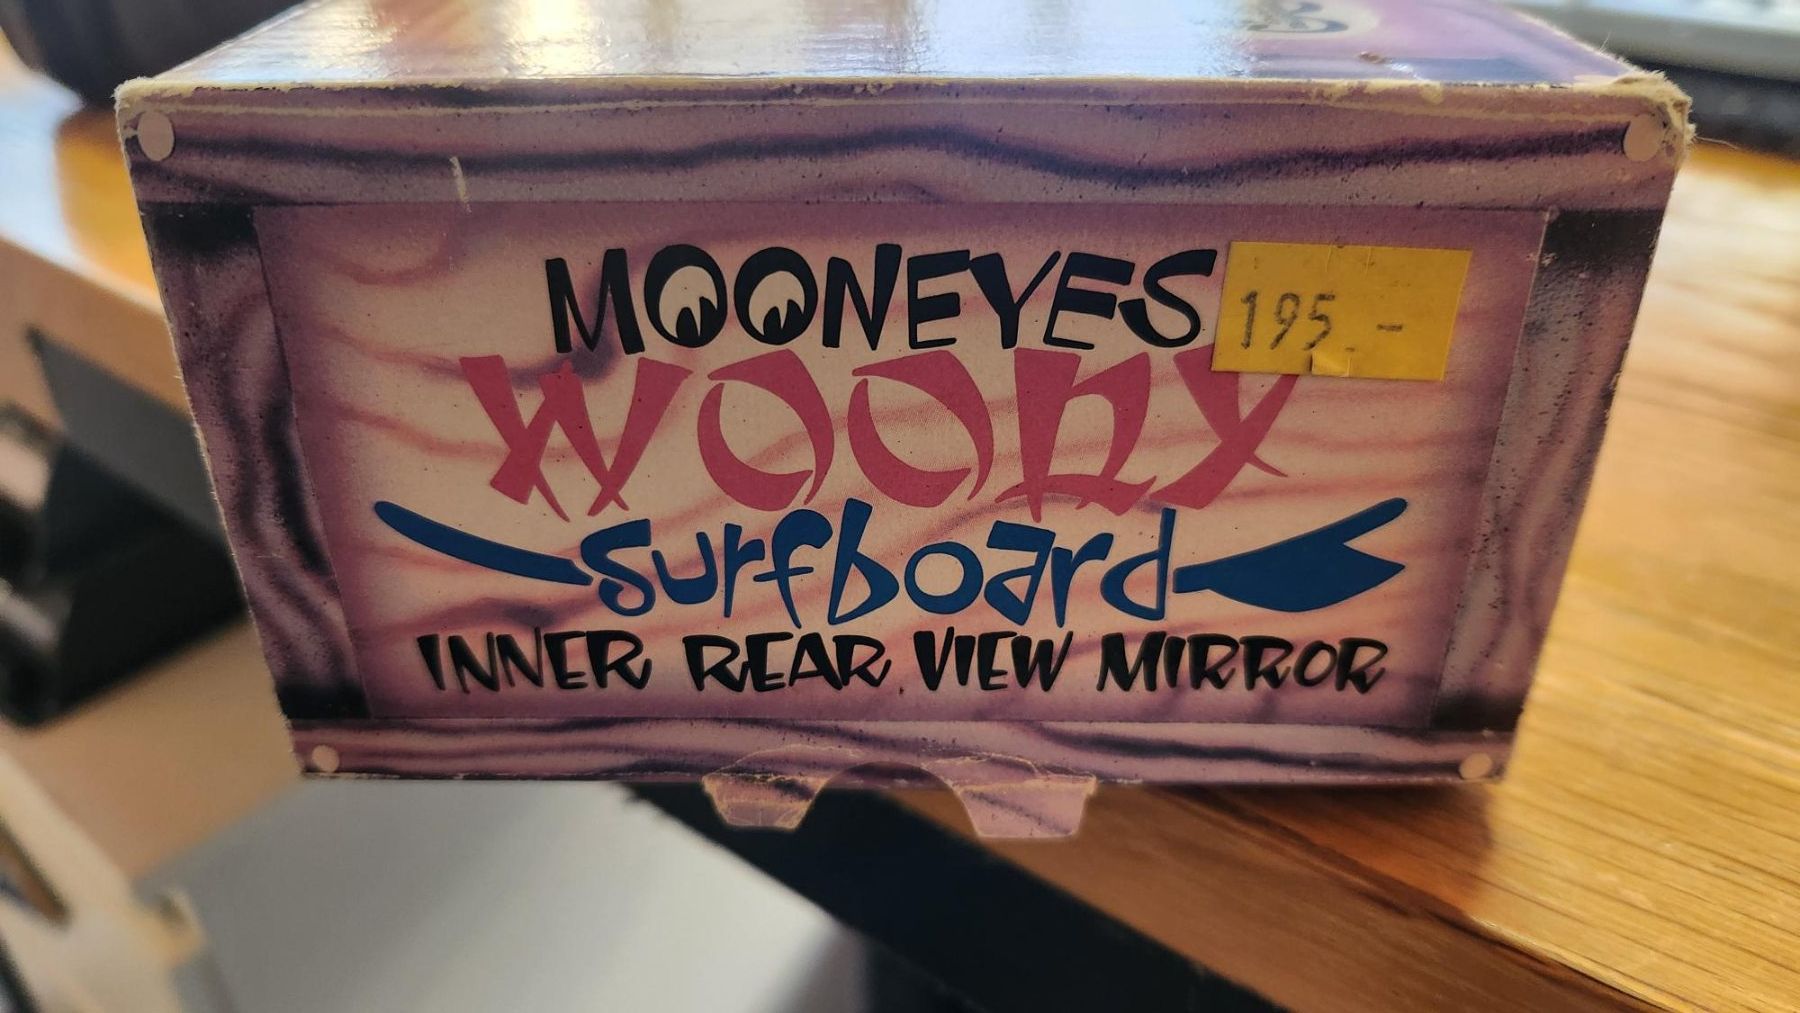 MOONEYES
195.-
WOODY
surfboard
INNER REAR VIEW MIRROR